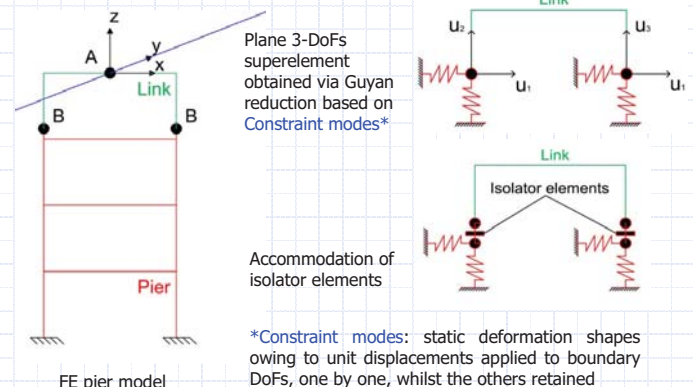 z
A
y
x
Link
B
B
Pier
FE pier model
Plane 3-DoFs
superelement
obtained via Guyan
reduction based on
Constraint modes*
Link
u₂
u₃
u₁
u₁
Accommodation of
isolator elements
Link
Isolator elements
*Constraint modes: static deformation shapes
owing to unit displacements applied to boundary
DoFs, one by one, whilst the others retained